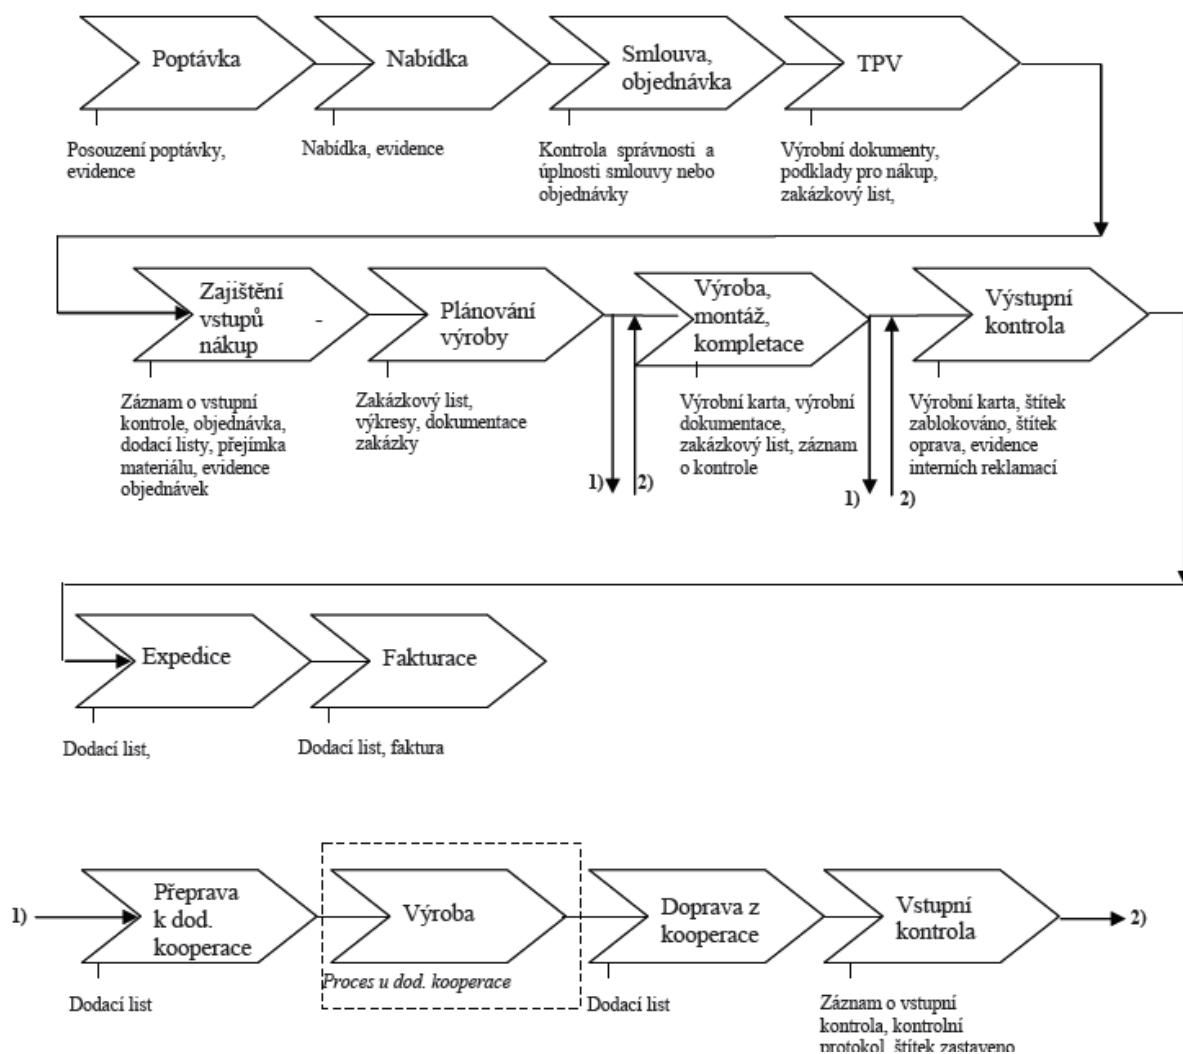 Poptávka
Nabídka
Smlouva,
objednávka
TPV
Posouzení poptávky,
evidence
Nabídka, evidence
Kontrola správnosti a
úplnosti smlouvy nebo
objednávky
Výrobní dokumenty,
podklady pro nákup,
zakázkový list,
Zajištění
vstupů -
nákup
Plánování
výroby
Výroba,
montáž,
kompletace
Výstupní
kontrola
Záznam o vstupní
kontrole, objednávka,
dodací listy, přejímka
materiálu, evidence
objednávek
Zakázkový list,
výkresy, dokumentace
zakázky
1)
2)
Výrobní karta, výrobní
dokumentace,
zakázkový list, záznam
o kontrole
1)
2)
Výrobní karta, štítek
zablokováno, štítek
oprava, evidence
interních reklamací
Expedice
Fakturace
Dodací list,
Dodací list, faktura
1)
Přeprava
k dod.
kooperace
Výroba
Doprava z
kooperace
Vstupní
kontrola
2)
Proces u dod. kooperace
Dodací list
Dodací list
Záznam o vstupní
kontrola, kontrolní
protokol, štítek zastaveno